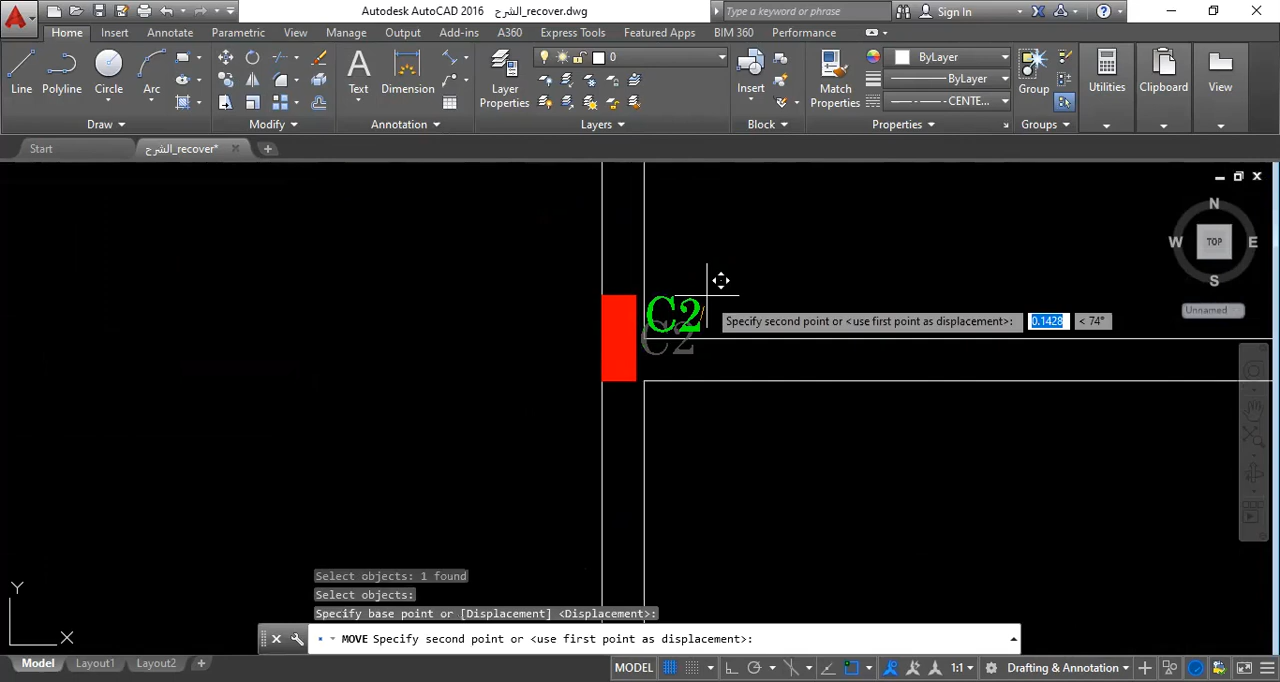 Autodesk AutoCAD 2016 الشرح_recover.dwg
Type a keyword or phrase
Sign In
Home Insert Annotate Parametric View Manage Output Add-ins A360 Express Tools Featured Apps BIM 360 Performance
Line Polyline Circle Arc
Text Dimension
Layer Properties
0
Insert
Match Properties
ByLayer
ByLayer
CENTE...
Group
Utilities Clipboard View
Draw Modify Annotation Layers Block Properties Groups
Start الشرح_recover*
N
W TOP E
S
Unnamed
C2
C2
Specify second point or <use first point as displacement>: 0.1428 < 74°
Y
X
Select objects: 1 found
Select objects:
Specify base point or [Displacement] <Displacement>:
MOVE Specify second point or <use first point as displacement>:
Model Layout1 Layout2 +
MODEL 1:1 Drafting & Annotation